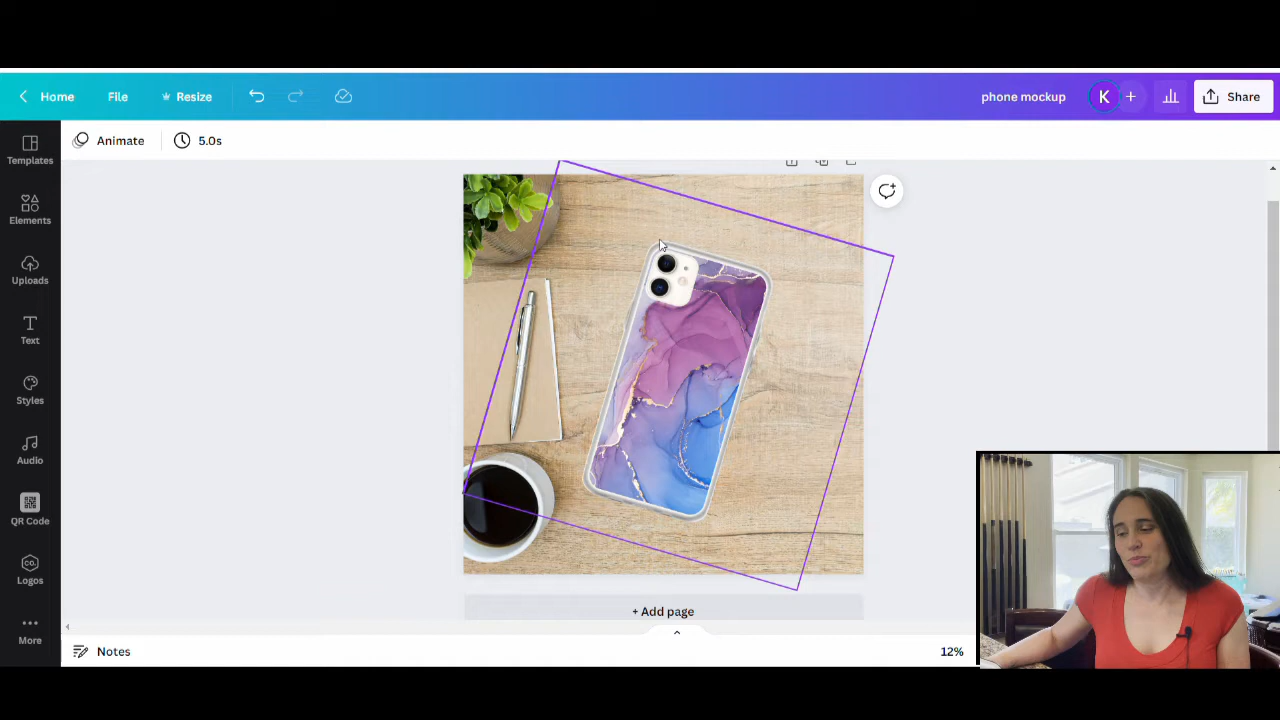 Home
File
Resize
phone mockup
K
+
Share
Animate
5.0s
Templates
Elements
Uploads
T
Text
Styles
Audio
QR Code
co.
Logos
More
+ Add page
Notes
12%